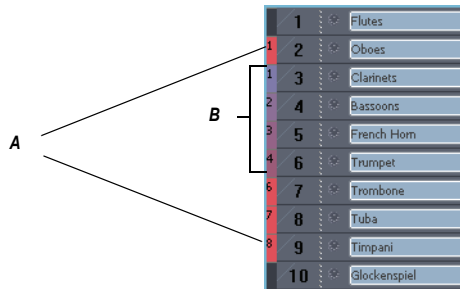 1 Flutes
1 2 Oboes
1 3 Clarinets
2 4 Bassoons
3 5 French Horn
4 6 Trumpet
6 7 Trombone
7 8 Tuba
8 9 Timpani
10 Glockenspiel
A
B